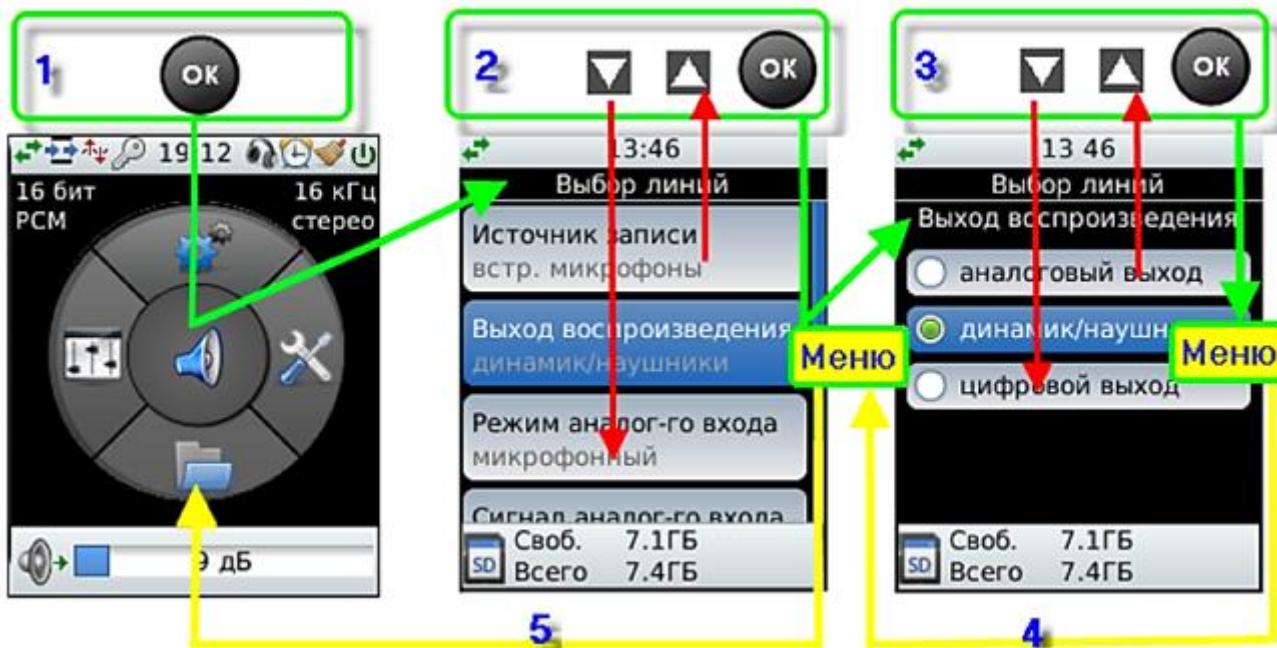 1
OK
19 12
16 бит
PCM
16 кГц
стерео
9 дБ
2
OK
13:46
Выбор линий
Источник записи
встр. микрофоны
Выход воспроизведения
динамик/наушники
Режим аналог-го входа
микрофонный
Сигнал аналог-го входа
SD
Своб. 7.1ГБ
Всего 7.4ГБ
Меню
5
3
OK
13 46
Выбор линий
Выход воспроизведения
аналоговый выход
динамик/наушн
Меню
цифровой выход
SD
Своб. 7.1ГБ
Всего 7.4ГБ
4